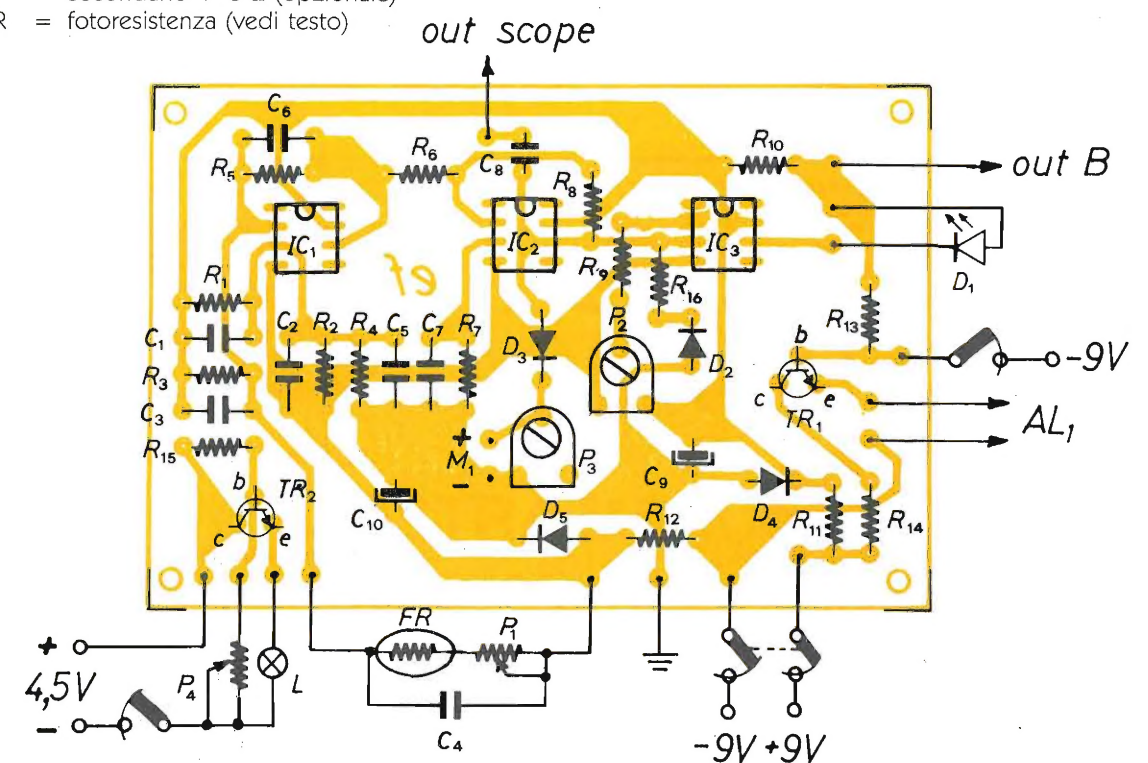 R = fotoresistenza (vedi testo)
out scope
C6
R5
R6
C8
R8
R10
out B
IC1
IC2
IC3
D1
ef
R1
R9
R16
C1
C2
R2
R4
C5
C7
R7
D3
P2
D2
R13
-9V
R3
C3
b
c
e
TR1
AL1
R15
+
M1
-
P3
C9
b
TR2
c
e
C10
D5
R12
D4
R11
R14
+
4,5V
-
P4
L
FR
P1
C4
-9V +9V